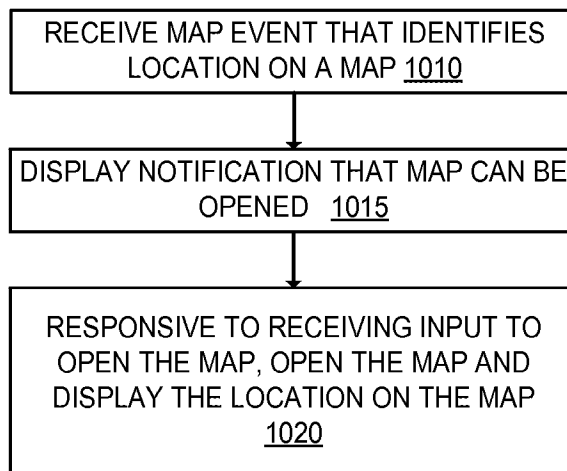 RECEIVE MAP EVENT THAT IDENTIFIES
LOCATION ON A MAP 1010
DISPLAY NOTIFICATION THAT MAP CAN BE
OPENED 1015
RESPONSIVE TO RECEIVING INPUT TO
OPEN THE MAP, OPEN THE MAP AND
DISPLAY THE LOCATION ON THE MAP
1020